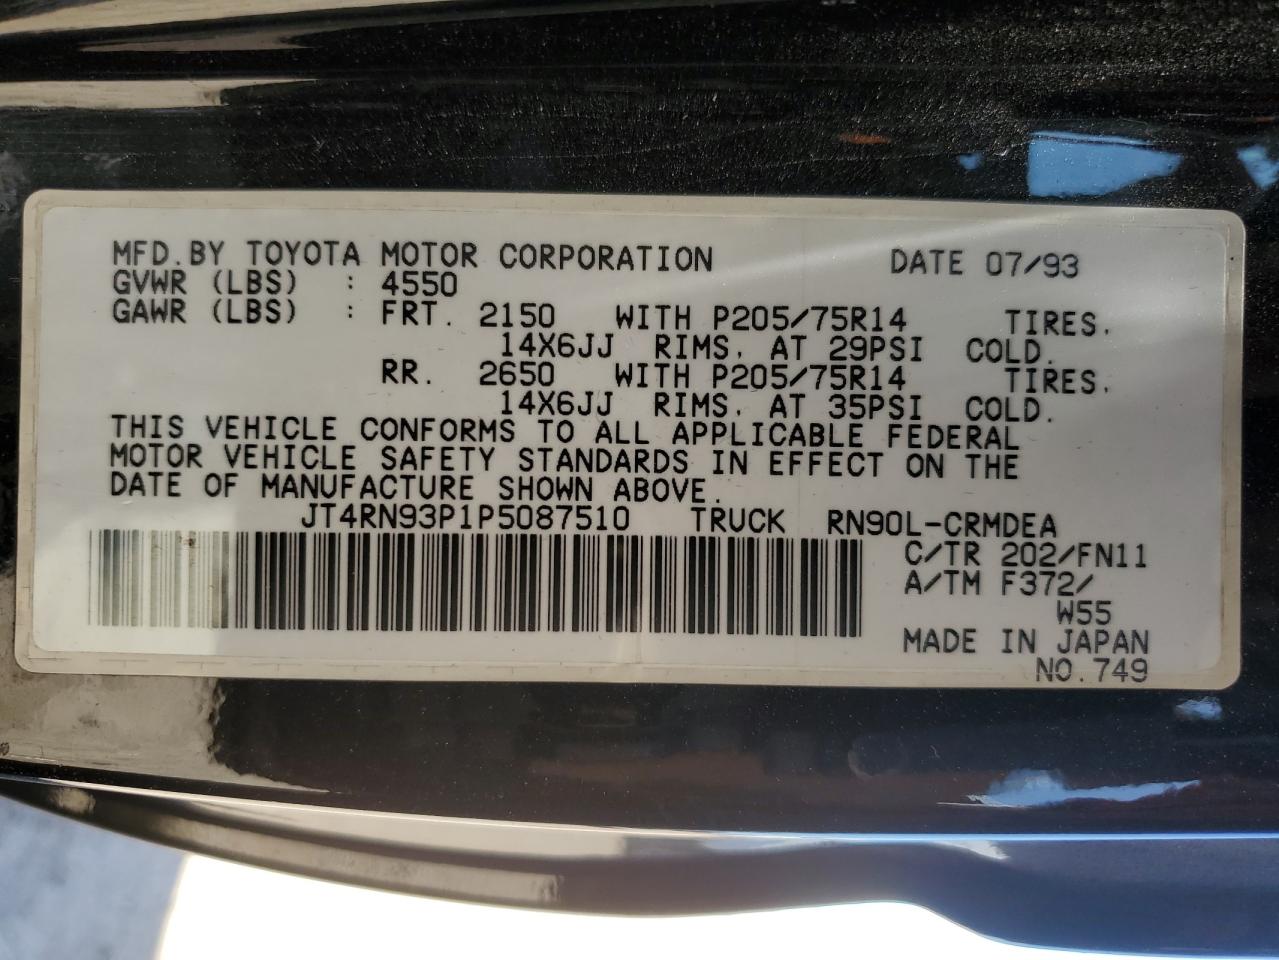 MFD.BY TOYOTA MOTOR CORPORATION DATE 07/93
GVWR (LBS) : 4550
GAWR (LBS) : FRT. 2150 WITH P205/75R14 TIRES.
14X6JJ RIMS, AT 29PSI COLD.
RR. 2650 WITH P205/75R14 TIRES.
14X6JJ RIMS, AT 35PSI COLD.
THIS VEHICLE CONFORMS TO ALL APPLICABLE FEDERAL
MOTOR VEHICLE SAFETY STANDARDS IN EFFECT ON THE
DATE OF MANUFACTURE SHOWN ABOVE.
JT4RN93P1P5087510 TRUCK RN90L-CRMDEA
C/TR 202/FN11
A/TM F372/
W55
MADE IN JAPAN
NO.749